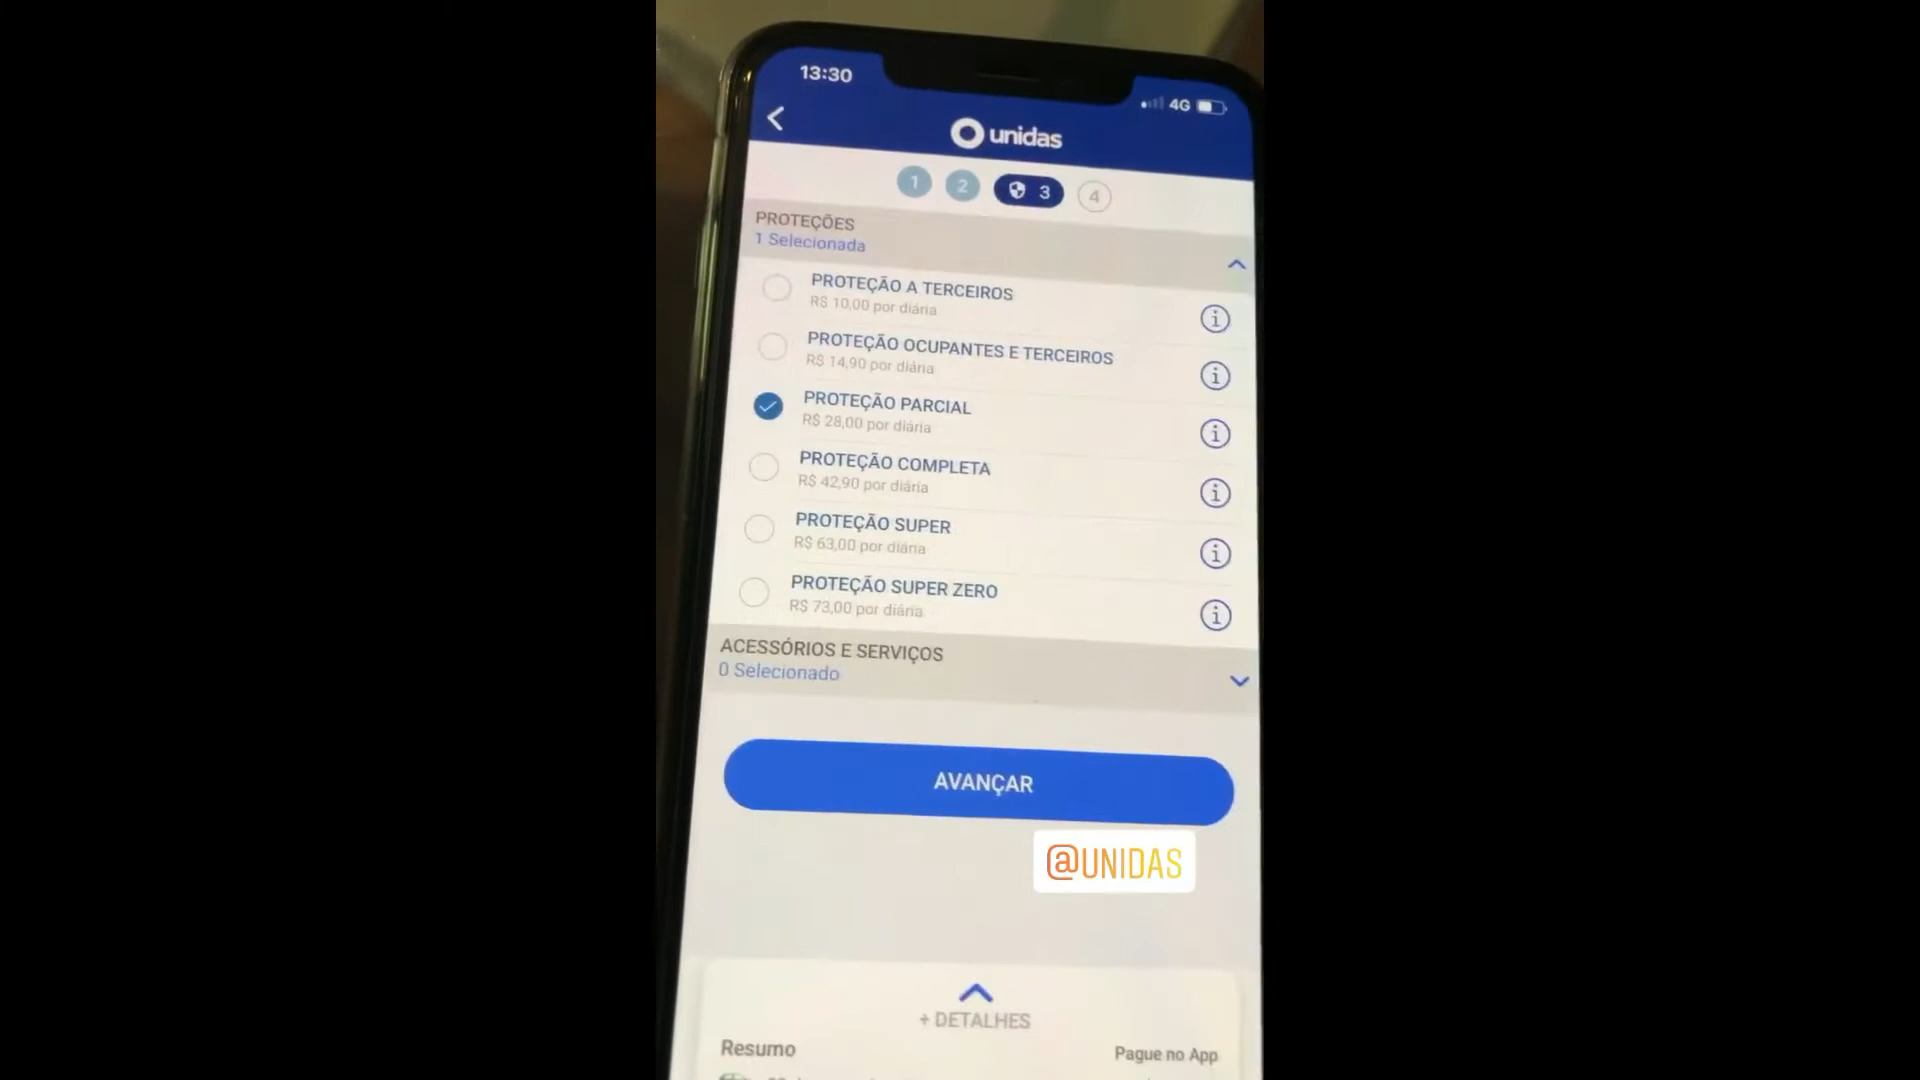 13:30
4G
unidas
1 2 3 4
PROTEÇÕES
1 Selecionada
PROTEÇÃO A TERCEIROS
R$ 10,00 por diária
PROTEÇÃO OCUPANTES E TERCEIROS
R$ 14,90 por diária
PROTEÇÃO PARCIAL
R$ 28,00 por diária
PROTEÇÃO COMPLETA
R$ 42,90 por diária
PROTEÇÃO SUPER
R$ 63,00 por diária
PROTEÇÃO SUPER ZERO
R$ 73,00 por diária
ACESSÓRIOS E SERVIÇOS
0 Selecionado
AVANÇAR
@UNIDAS
+ DETALHES
Resumo
Pague no App